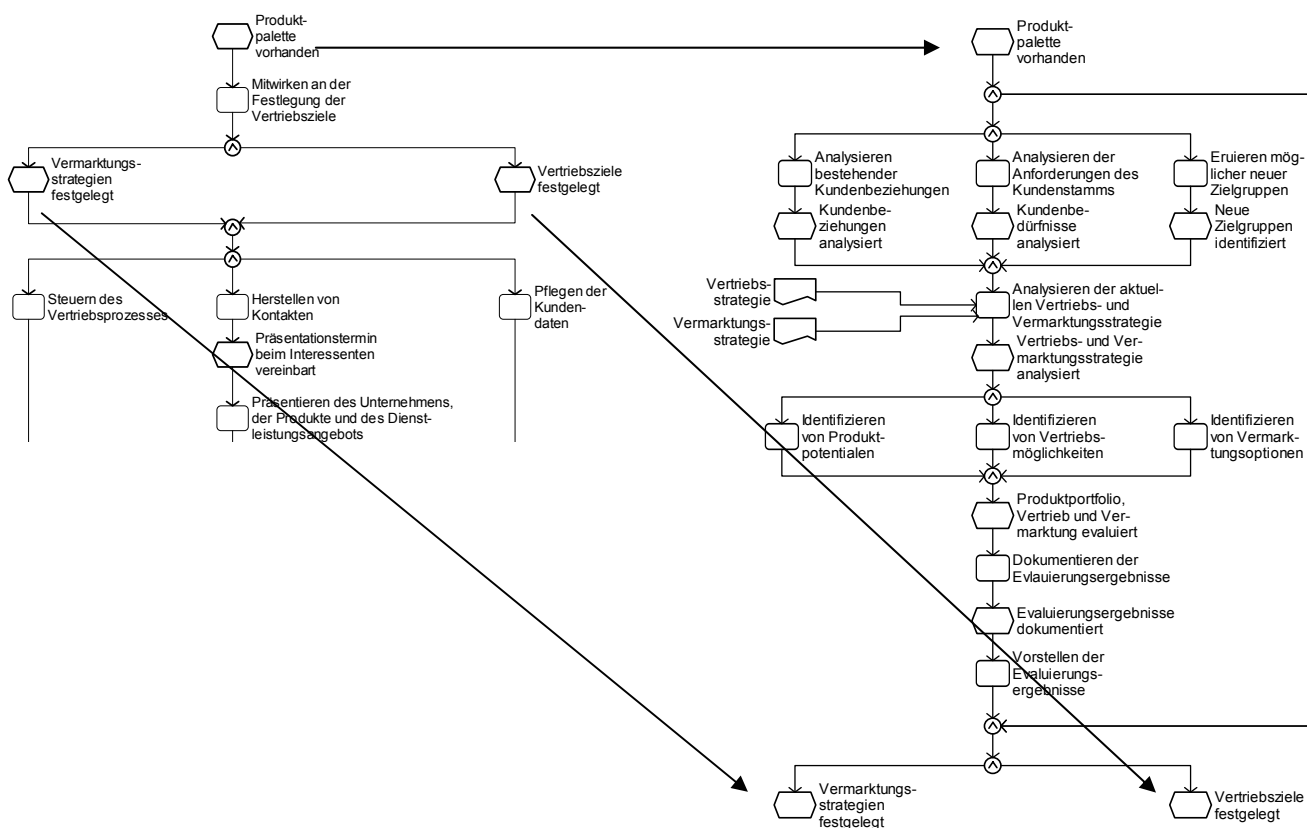 Produkt-
palette
vorhanden
Mitwirken an der
Festlegung der
Vertriebsziele
Vermarktungs-
strategien
festgelegt
Vertriebsziele
festgelegt
Steuern des
Vertriebsprozesses
Herstellen von
Kontakten
Pflegen der
Kunden-
daten
Präsentationstermin
beim Interessenten
vereinbart
Präsentieren des Unternehmens,
der Produkte und des Dienst-
leistungsangebots
Produkt-
palette
vorhanden
Analysieren
bestehender
Kundenbeziehungen
Analysieren der
Anforderungen des
Kundenstamms
Eruieren mög-
licher neuer
Zielgruppen
Kundenbe-
ziehungen
analysiert
Kundenbe-
dürfnisse
analysiert
Neue
Zielgruppen
identifiziert
Vertriebs-
strategie
Vermarktungs-
strategie
Analysieren der aktuel-
len Vertriebs- und
Vermarktungsstrategie
Vertriebs- und Ver-
marktungsstrategie
analysiert
Identifizieren
von Produkt-
potentialen
Identifizieren
von Vertriebs-
möglichkeiten
Identifizieren
von Vermark-
tungsoptionen
Produktportfolio,
Vertrieb und Ver-
marktung evaluiert
Dokumentieren der
Evlauierungsergebnisse
Evaluierungsergebnisse
dokumentiert
Vorstellen der
Evaluierungs-
ergebnisse
Vermarktungs-
strategien
festgelegt
Vertriebsziele
festgelegt